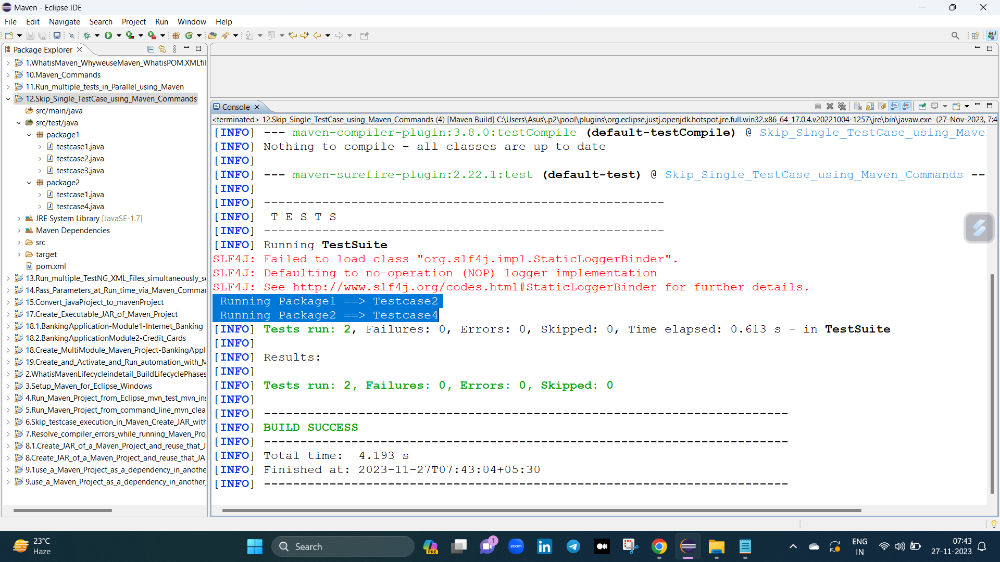 Maven - Eclipse IDE
File Edit Navigate Search Project Run Window Help
Package Explorer
1.WhatisMaven_WhyweuseMaven_WhatisPOM.XMLfil
10.Maven_Commands
11.Run_multiple_tests_in_Parallel_using_Maven
12.Skip_Single_TestCase_using_Maven_Commands
src/main/java
src/test/java
package1
testcase1.java
testcase2.java
testcase3.java
package2
testcase1.java
testcase4.java
JRE System Library [JavaSE-1.7]
Maven Dependencies
src
target
pom.xml
13.Run_multiple_TestNG_XML_Files_simultaneously_se
14.Pass_Parameters_at_Run_time_via_Maven_Comma
15.Convert_javaProject_to_mavenProject
17.Create_Executable_JAR_of_Maven_Project
18.1.BankingApplication-Module1-Internet_Banking
18.2.BankingApplicationModule2-Credit_Cards
18.Create_MultiModule_Maven_Project-BankingAppl
19.Create_and_Activate_and_Run_automation_with_M
2.WhatisMavenLifecycleindetail_BuildLifecyclePhases
3.Setup_Maven_for_Eclipse_Windows
4.Run_Maven_Project_from_Eclipse_mvn_test_mvn_ins
5.Run_Maven_Project_from_command_line_mvn_clea
6.Skip_testcase_execution_in_Maven_Create_JAR_with
7.Resolve_compiler_errors_while_running_Maven_Pro
8.1.Create_JAR_of_a_Maven_Project_and_reuse_that_J
8.Create_JAR_of_a_Maven_Project_and_reuse_that_JAI
9.1use_a_Maven_Project_as_a_dependency_in_anothe
9.use_a_Maven_Project_as_a_dependency_in_another_
Console
<terminated> 12.Skip_Single_TestCase_using_Maven_Commands (4) [Maven Build] C:\Users\Asus\.p2\pool\plugins\org.eclipse.justj.openjdk.hotspot.jre.full.win32.x86_64_17.0.4.v20221004-1257\jre\bin\javaw.exe (27-Nov-2023, 7:4
[INFO] --- maven-compiler-plugin:3.8.0:testCompile (default-testCompile) @ Skip_Single_TestCase_using_Mave
[INFO] Nothing to compile - all classes are up to date
[INFO]
[INFO] --- maven-surefire-plugin:2.22.1:test (default-test) @ Skip_Single_TestCase_using_Maven_Commands --
[INFO]
[INFO] -------------------------------------------------------
[INFO]  T E S T S
[INFO] -------------------------------------------------------
[INFO] Running TestSuite
SLF4J: Failed to load class "org.slf4j.impl.StaticLoggerBinder".
SLF4J: Defaulting to no-operation (NOP) logger implementation
SLF4J: See http://www.slf4j.org/codes.html#StaticLoggerBinder for further details.
Running Package1 ==> Testcase2
Running Package2 ==> Testcase4
[INFO] Tests run: 2, Failures: 0, Errors: 0, Skipped: 0, Time elapsed: 0.613 s - in TestSuite
[INFO]
[INFO] Results:
[INFO]
[INFO] Tests run: 2, Failures: 0, Errors: 0, Skipped: 0
[INFO]
[INFO] ------------------------------------------------------------------------
[INFO] BUILD SUCCESS
[INFO] ------------------------------------------------------------------------
[INFO] Total time:  4.193 s
[INFO] Finished at: 2023-11-27T07:43:04+05:30
[INFO] ------------------------------------------------------------------------
23°C
Haze
Search
PRE
1
zoom
in
ENG
IN
07:43
27-11-2023